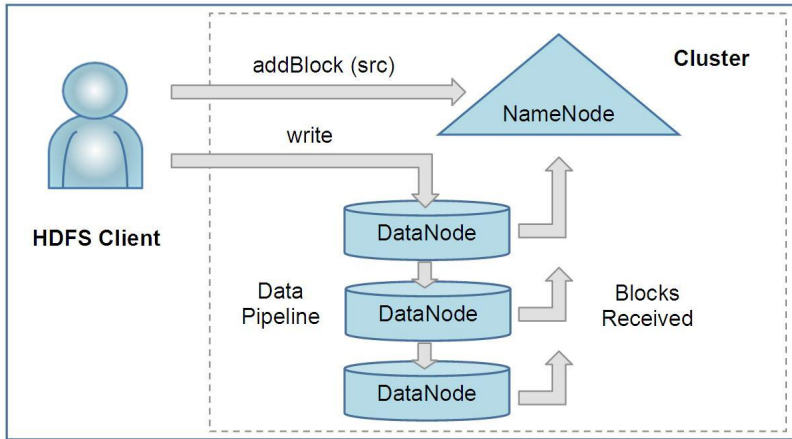 addBlock (src)
Cluster
NameNode
write
HDFS Client
DataNode
Data
Pipeline
DataNode
Blocks
Received
DataNode